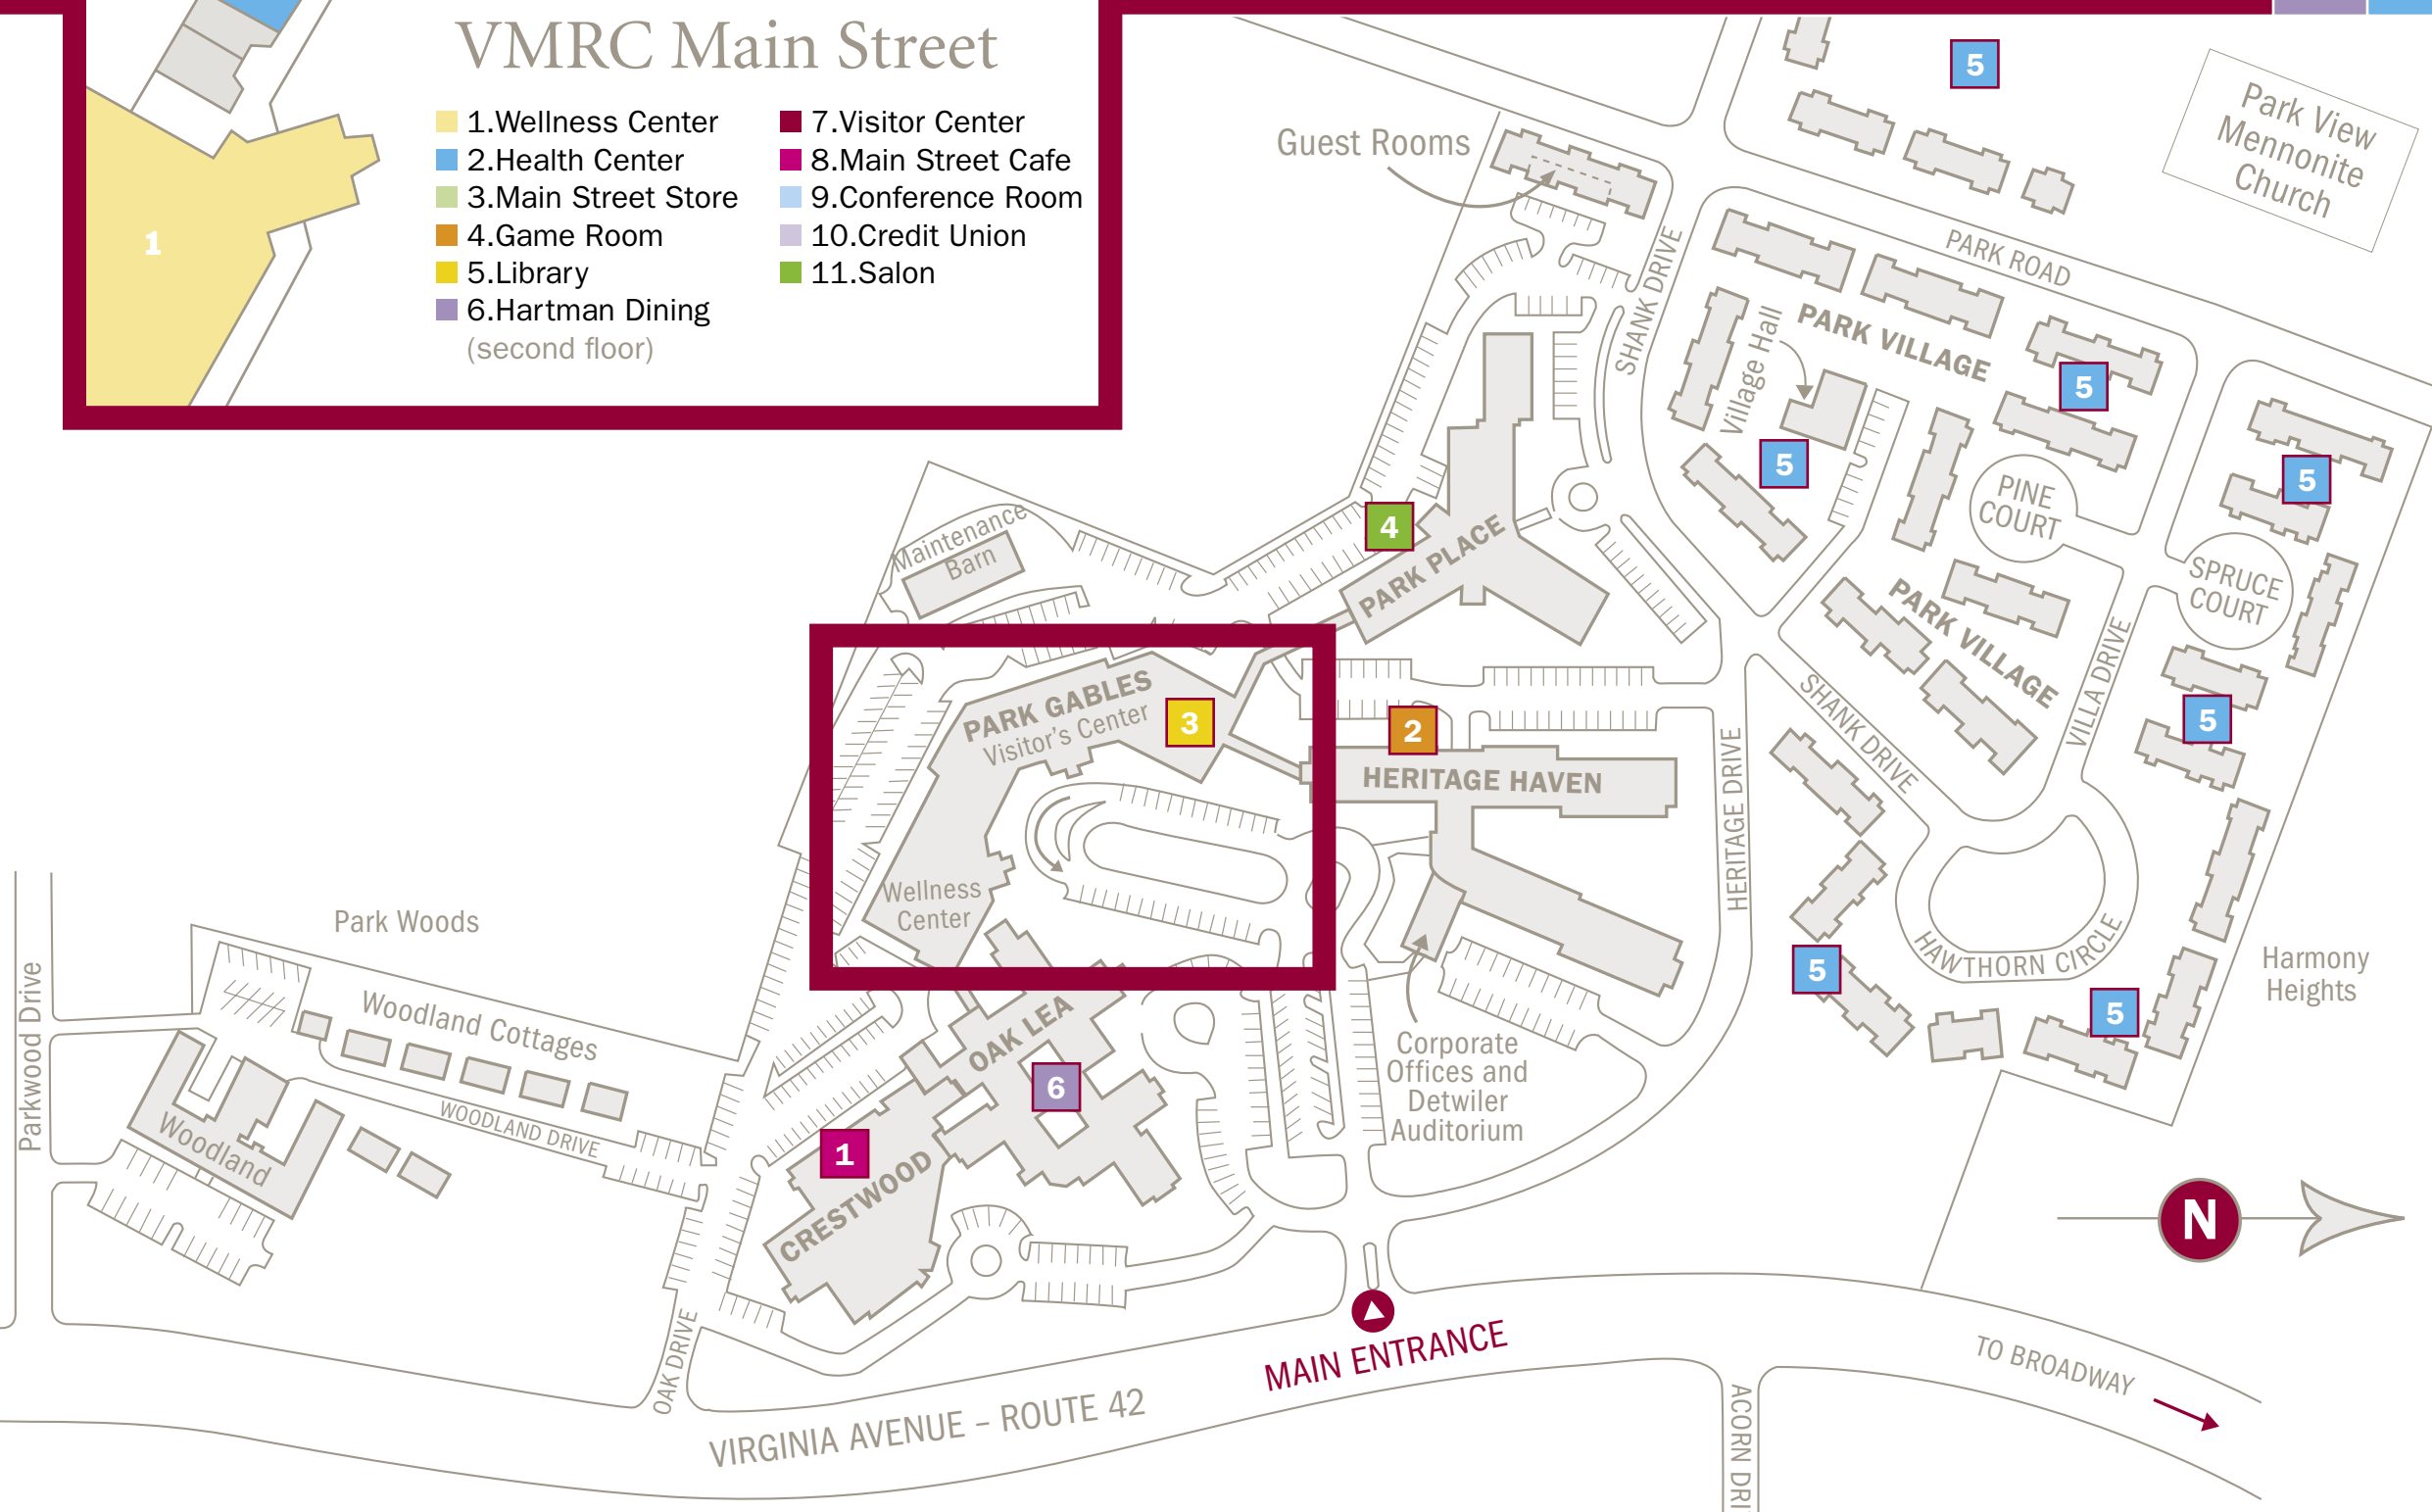 VMRC Main Street
1.Wellness Center
2.Health Center
3.Main Street Store
4.Game Room
5.Library
6.Hartman Dining
(second floor)
7.Visitor Center
8.Main Street Cafe
9.Conference Room
10.Credit Union
11.Salon
1
Guest Rooms
5
Park View
Mennonite
Church
PARK ROAD
SHANK DRIVE
Village Hall
PARK VILLAGE
5
5
5
PINE
COURT
SPRUCE
COURT
4
PARK PLACE
Maintenance
Barn
PARK VILLAGE
VILLA DRIVE
SHANK DRIVE
5
PARK GABLES
Visitor's Center
3
2
HERITAGE HAVEN
HERITAGE DRIVE
Wellness
Center
HAWTHORN CIRCLE
5
5
Harmony
Heights
Park Woods
Parkwood Drive
Woodland Cottages
WOODLAND DRIVE
Woodland
OAK LEA
6
1
CRESTWOOD
Corporate
Offices and
Detwiler
Auditorium
N
OAK DRIVE
MAIN ENTRANCE
VIRGINIA AVENUE – ROUTE 42
TO BROADWAY
ACORN DRI